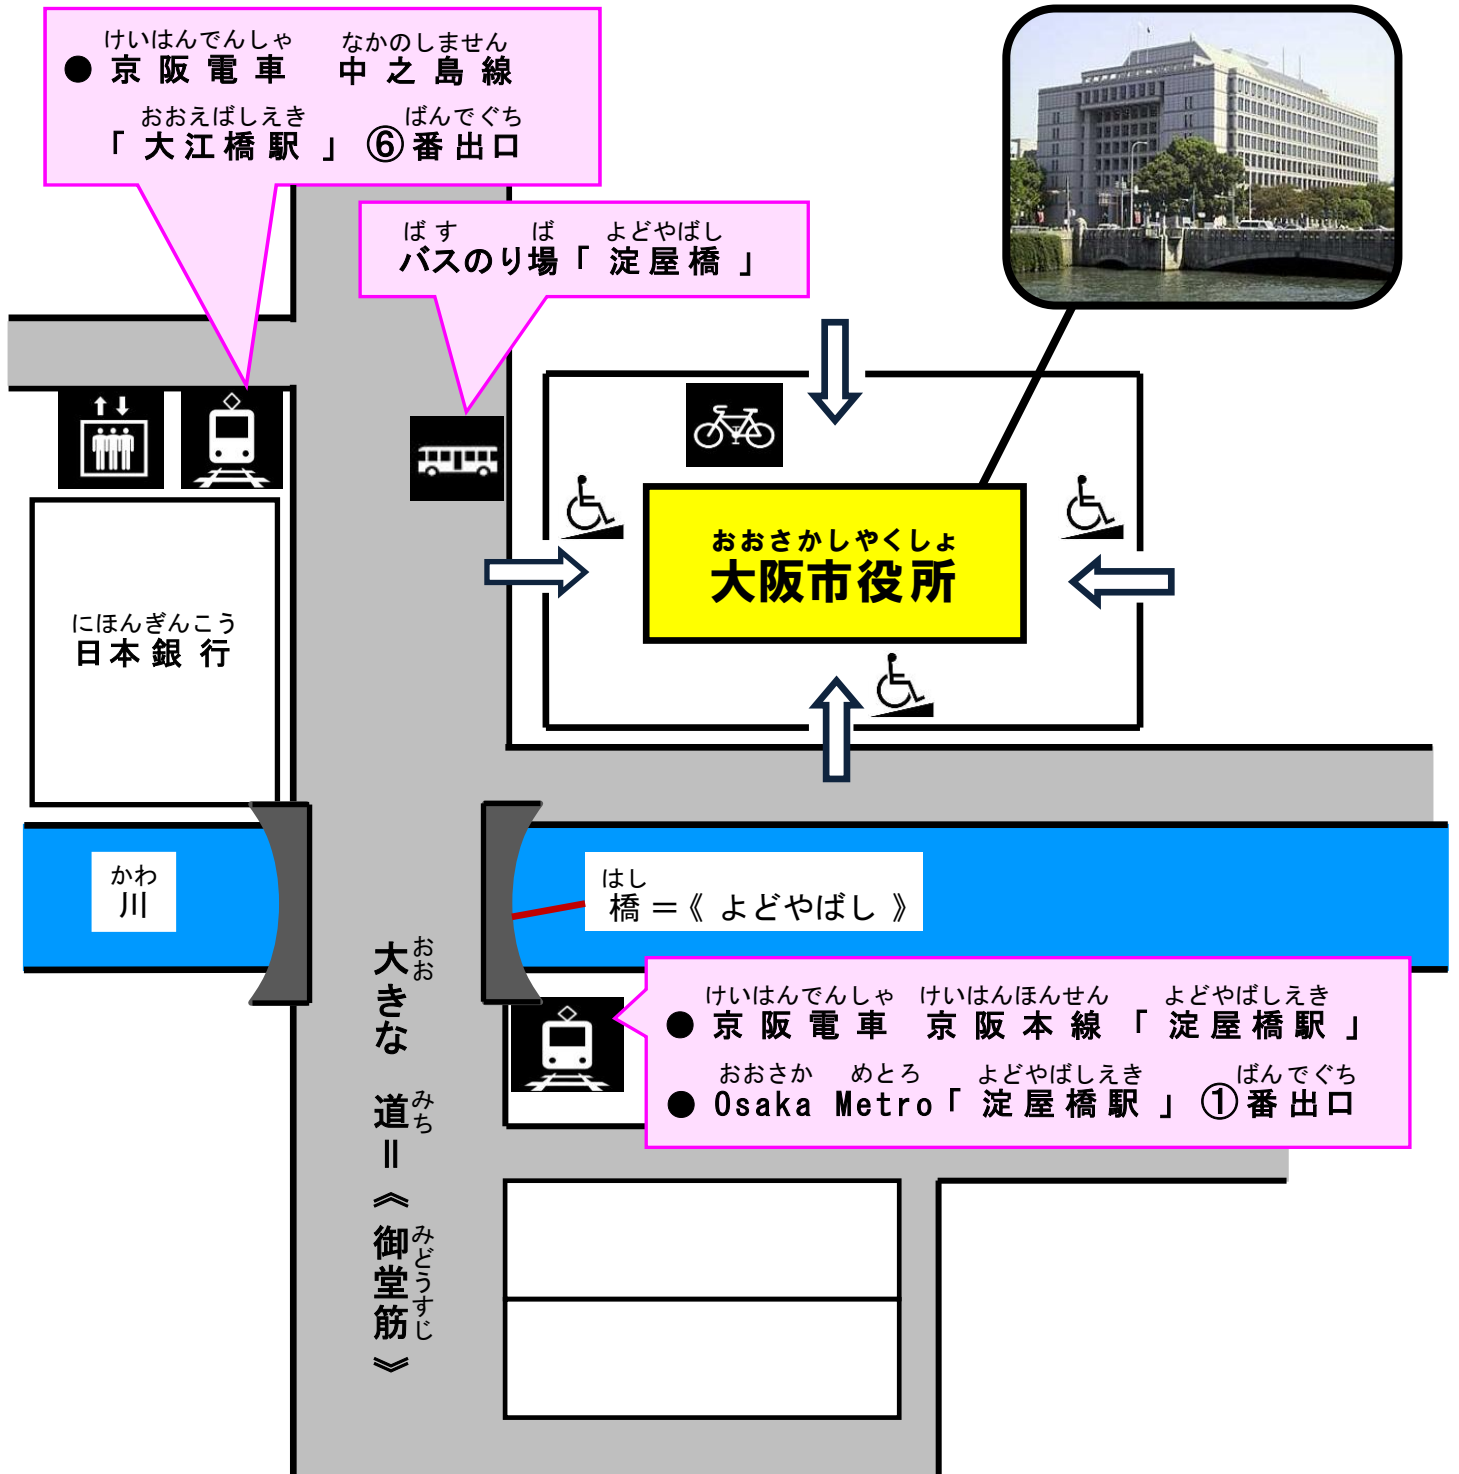 けいはんでんしゃ なかのしません
● 京阪電車 中之島線
おおえばしえき ばんでぐち
「大江橋駅」⑥番出口
ばす ば よどやばし
バスのり場「淀屋橋」
おおさかしやくしょ
大阪市役所
にほんぎんこう
日本銀行
かわ
川
はし
橋＝《よどやばし》
おお みち みどうすじ
大きな 道＝《御堂筋》
けいはんでんしゃ けいはんほんせん よどやばしえき
● 京阪電車 京阪本線「淀屋橋駅」
おおさか めとろ よどやばしえき ばんでぐち
● Osaka Metro「淀屋橋駅」①番出口